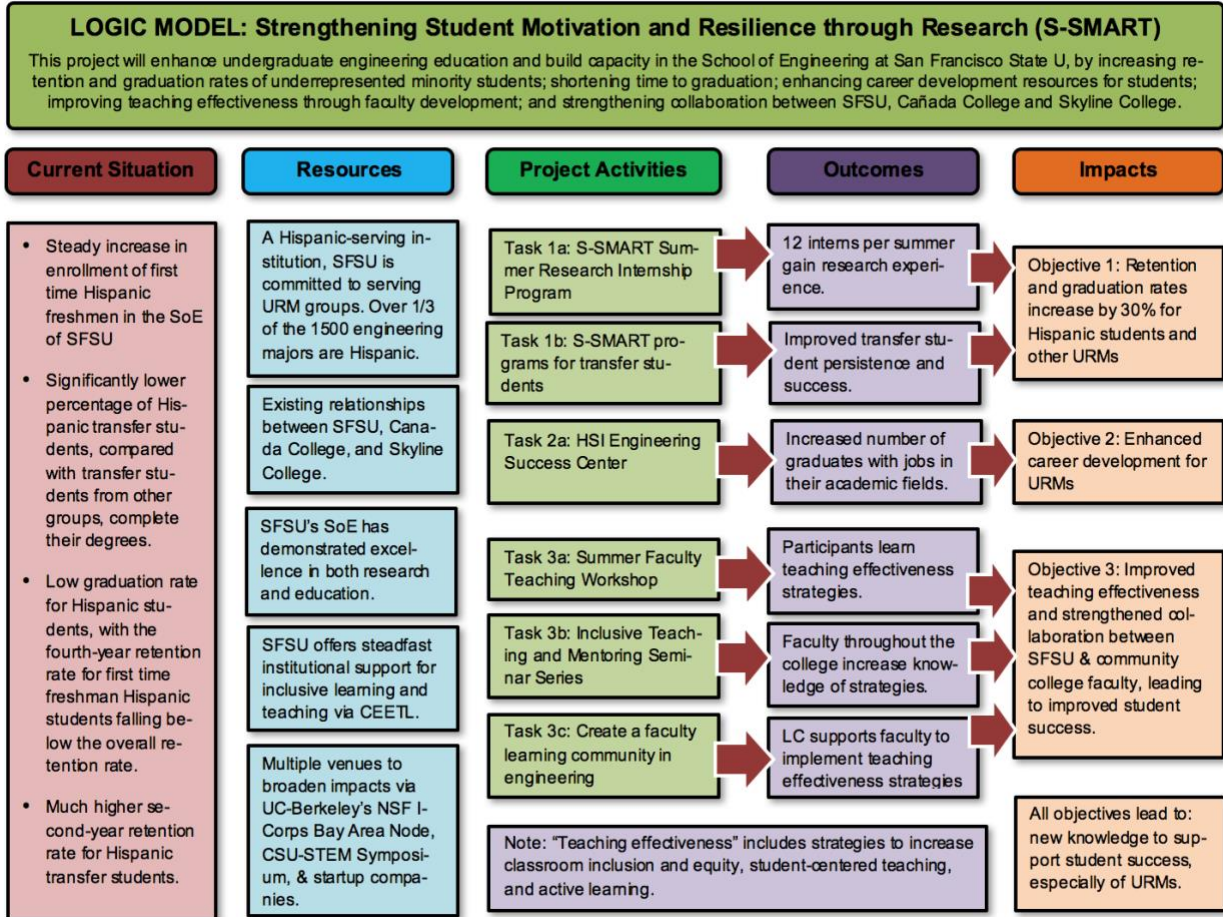 LOGIC MODEL: Strengthening Student Motivation and Resilience through Research (S-SMART)
This project will enhance undergraduate engineering education and build capacity in the School of Engineering at San Francisco State U, by increasing re-
tention and graduation rates of underrepresented minority students; shortening time to graduation; enhancing career development resources for students;
improving teaching effectiveness through faculty development; and strengthening collaboration between SFSU, Cañada College and Skyline College.
Current Situation
• Steady increase in
enrollment of first
time Hispanic
freshmen in the SoE
of SFSU
• Significantly lower
percentage of His-
panic transfer stu-
dents, compared
with transfer stu-
dents from other
groups, complete
their degrees.
• Low graduation rate
for Hispanic stu-
dents, with the
fourth-year retention
rate for first time
freshman Hispanic
students falling be-
low the overall re-
tention rate.
• Much higher se-
cond-year retention
rate for Hispanic
transfer students.
Resources
A Hispanic-serving in-
stitution, SFSU is
committed to serving
URM groups. Over 1/3
of the 1500 engineering
majors are Hispanic.
Existing relationships
between SFSU, Cana-
da College, and Skyline
College.
SFSU's SoE has
demonstrated excel-
lence in both research
and education.
SFSU offers steadfast
institutional support for
inclusive learning and
teaching via CEETL.
Multiple venues to
broaden impacts via
UC-Berkeley's NSF I-
Corps Bay Area Node,
CSU-STEM Symposi-
um, & startup compa-
nies.
Project Activities
Task 1a: S-SMART Sum-
mer Research Internship
Program
Task 1b: S-SMART pro-
grams for transfer stu-
dents
Task 2a: HSI Engineering
Success Center
Task 3a: Summer Faculty
Teaching Workshop
Task 3b: Inclusive Teach-
ing and Mentoring Semi-
nar Series
Task 3c: Create a faculty
learning community in
engineering
Outcomes
12 interns per summer
gain research experi-
ence.
Improved transfer stu-
dent persistence and
success.
Increased number of
graduates with jobs in
their academic fields.
Participants learn
teaching effectiveness
strategies.
Faculty throughout the
college increase know-
ledge of strategies.
LC supports faculty to
implement teaching
effectiveness strategies
Note: "Teaching effectiveness" includes strategies to increase
classroom inclusion and equity, student-centered teaching,
and active learning.
Impacts
Objective 1: Retention
and graduation rates
increase by 30% for
Hispanic students and
other URMs
Objective 2: Enhanced
career development for
URMs
Objective 3: Improved
teaching effectiveness
and strengthened col-
laboration between
SFSU & community
college faculty, leading
to improved student
success.
All objectives lead to:
new knowledge to sup-
port student success,
especially of URMs.